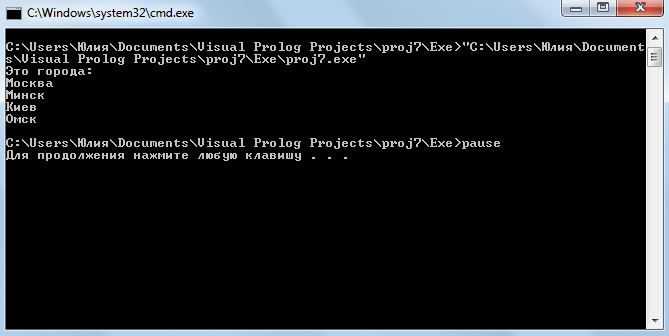 C:\Windows\system32\cmd.exe
C:\Users\Юлия\Documents\Visual Prolog Projects\proj7\Exe>"C:\Users\Юлия\Document
s\Visual Prolog Projects\proj7\Exe\proj7.exe"
Это города:
Москва
Минск
Киев
Омск
C:\Users\Юлия\Documents\Visual Prolog Projects\proj7\Exe>pause
Для продолжения нажмите любую клавишу . . .